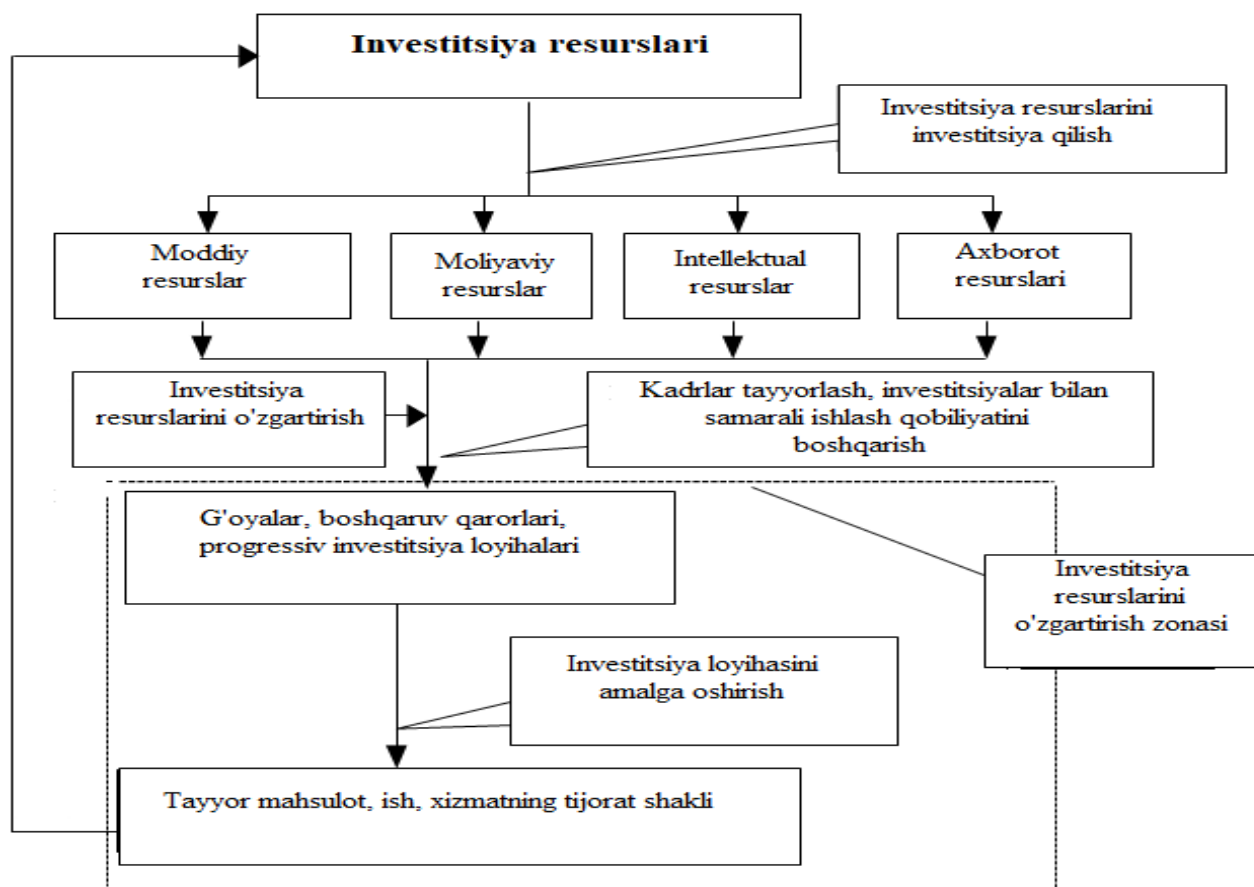 Investitsiya resurslari
Investitsiya resurslarini
investitsiya qilish
Moddiy
resurslar
Moliyaviy
resurslar
Intellektual
resurslar
Axborot
resurslari
Investitsiya
resurslarini o'zgartirish
Kadrlar tayyorlash, investitsiyalar bilan
samarali ishlash qobiliyatini
boshqarish
G'oyalar, boshqaruv qarorlari,
progressiv investitsiya loyihalari
Investitsiya
resurslarini
o'zgartirish zonasi
Investitsiya loyihasini
amalga oshirish
Tayyor mahsulot, ish, xizmatning tijorat shakli